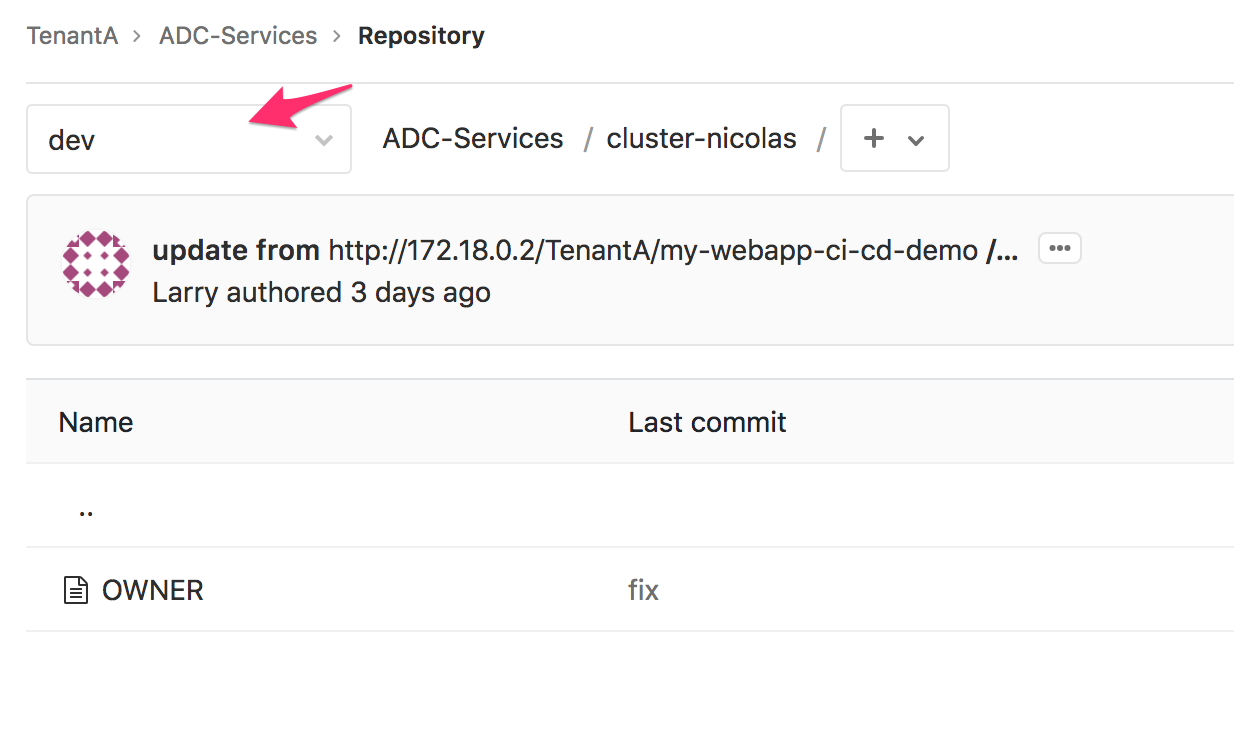 TenantA > ADC-Services > Repository
dev
ADC-Services / cluster-nicolas / +
update from http://172.18.0.2/TenantA/my-webapp-ci-cd-demo /... •••
Larry authored 3 days ago
Name Last commit
..
OWNER fix